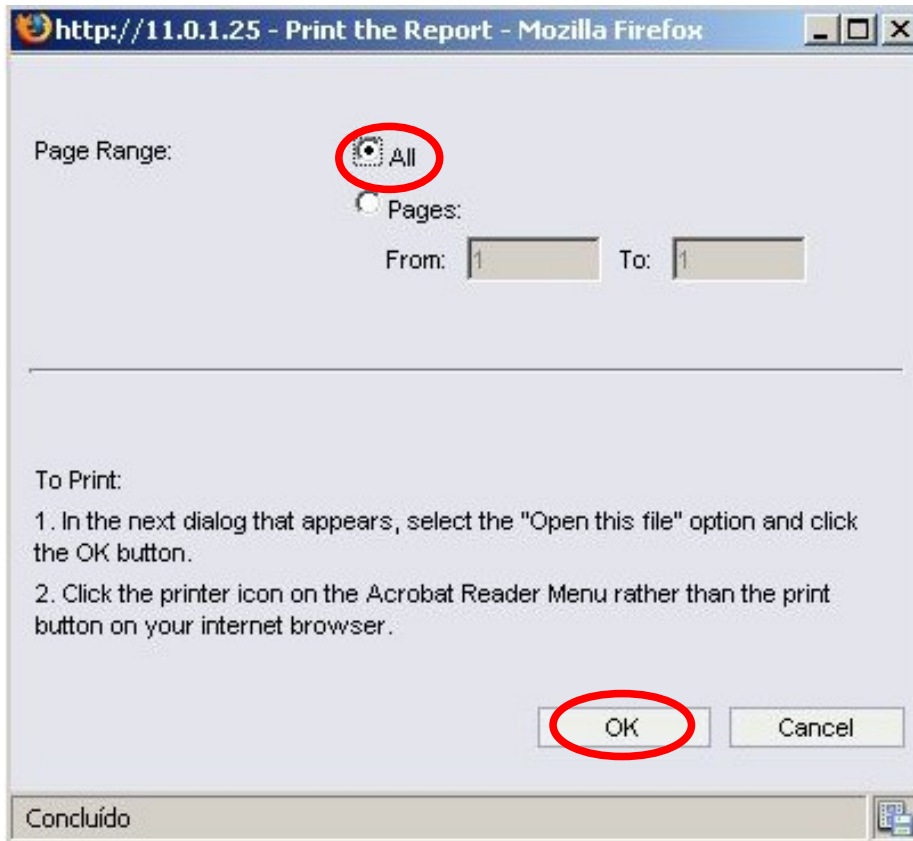 http://11.0.1.25 - Print the Report - Mozilla Firefox
Page Range:
All
Pages:
From: 1 To: 1
To Print:
1. In the next dialog that appears, select the "Open this file" option and click
the OK button.
2. Click the printer icon on the Acrobat Reader Menu rather than the print
button on your internet browser.
OK Cancel
Concluído